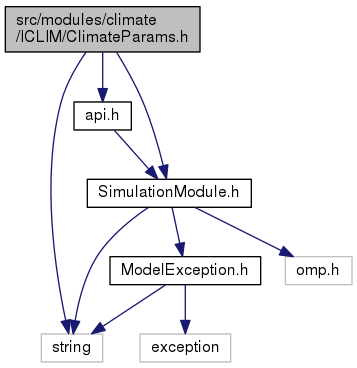 src/modules/climate
/ICLIM/ClimateParams.h
api.h
SimulationModule.h
ModelException.h
omp.h
string
exception